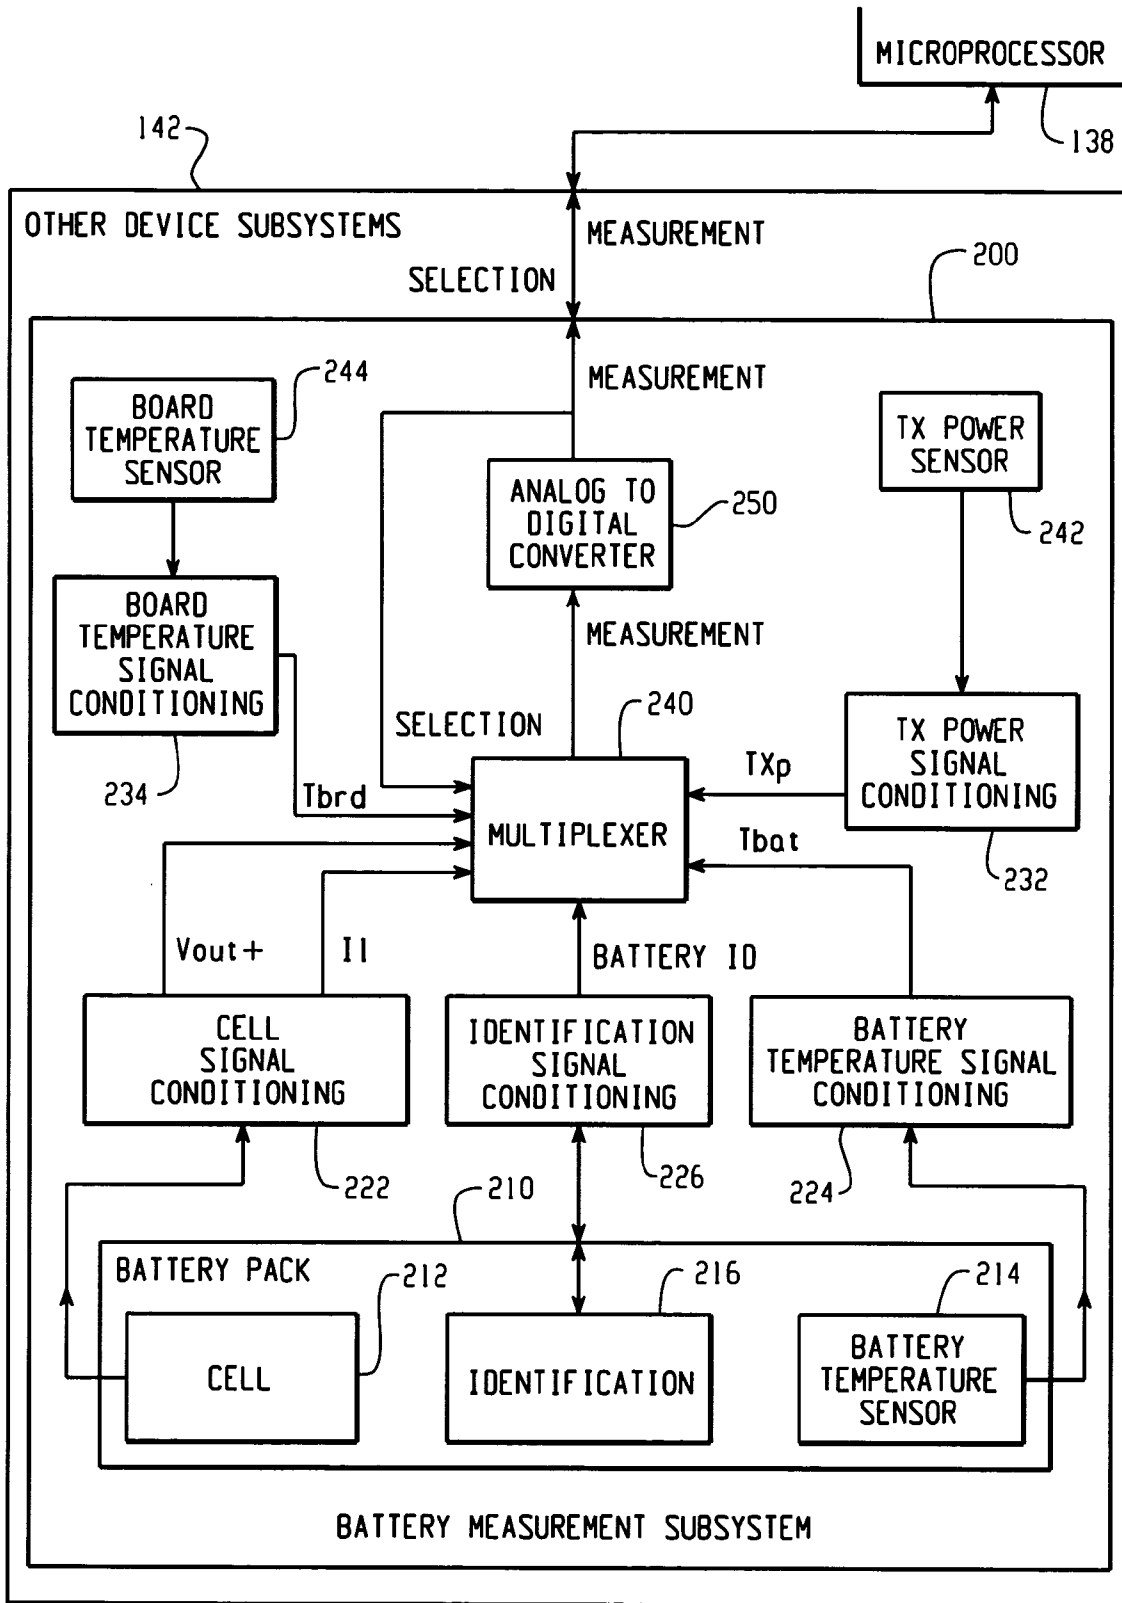 MICROPROCESSOR
142
138
OTHER DEVICE SUBSYSTEMS
MEASUREMENT
SELECTION
200
244
BOARD
TEMPERATURE
SENSOR
MEASUREMENT
TX POWER
SENSOR
ANALOG TO
DIGITAL
CONVERTER
250
242
BOARD
TEMPERATURE
SIGNAL
CONDITIONING
MEASUREMENT
234
SELECTION
240
TX POWER
SIGNAL
CONDITIONING
TXp
Tbrd
MULTIPLEXER
Tbat
232
Vout+
Il
BATTERY ID
CELL
SIGNAL
CONDITIONING
IDENTIFICATION
SIGNAL
CONDITIONING
BATTERY
TEMPERATURE SIGNAL
CONDITIONING
222
210
226
224
BATTERY PACK
212
216
214
CELL
IDENTIFICATION
BATTERY
TEMPERATURE
SENSOR
BATTERY MEASUREMENT SUBSYSTEM